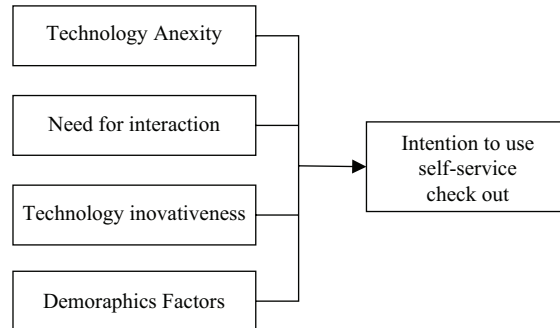 Technology Anexity
Need for interaction
Technology inovativeness
Demoraphics Factors
Intention to use
self-service
check out